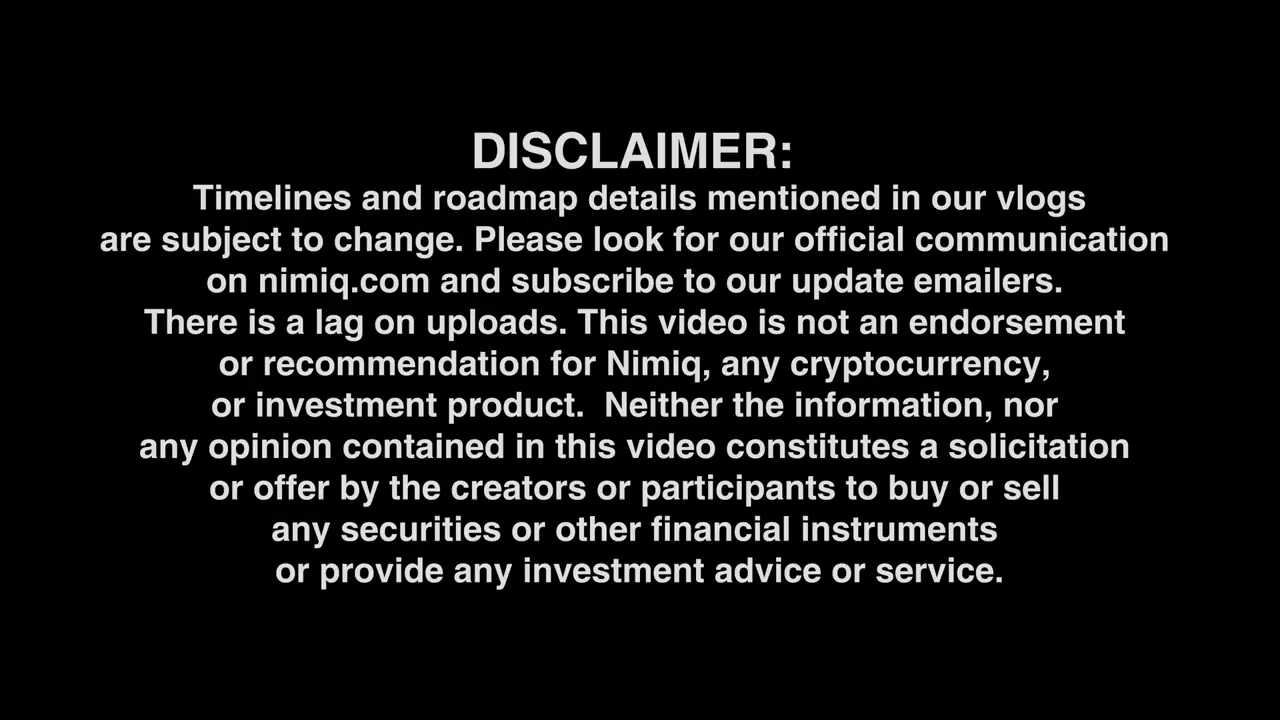 DISCLAIMER:
Timelines and roadmap details mentioned in our vlogs
are subject to change. Please look for our official communication
on nimiq.com and subscribe to our update emailers.
There is a lag on uploads. This video is not an endorsement
or recommendation for Nimiq, any cryptocurrency,
or investment product.  Neither the information, nor
any opinion contained in this video constitutes a solicitation
or offer by the creators or participants to buy or sell
any securities or other financial instruments
or provide any investment advice or service.